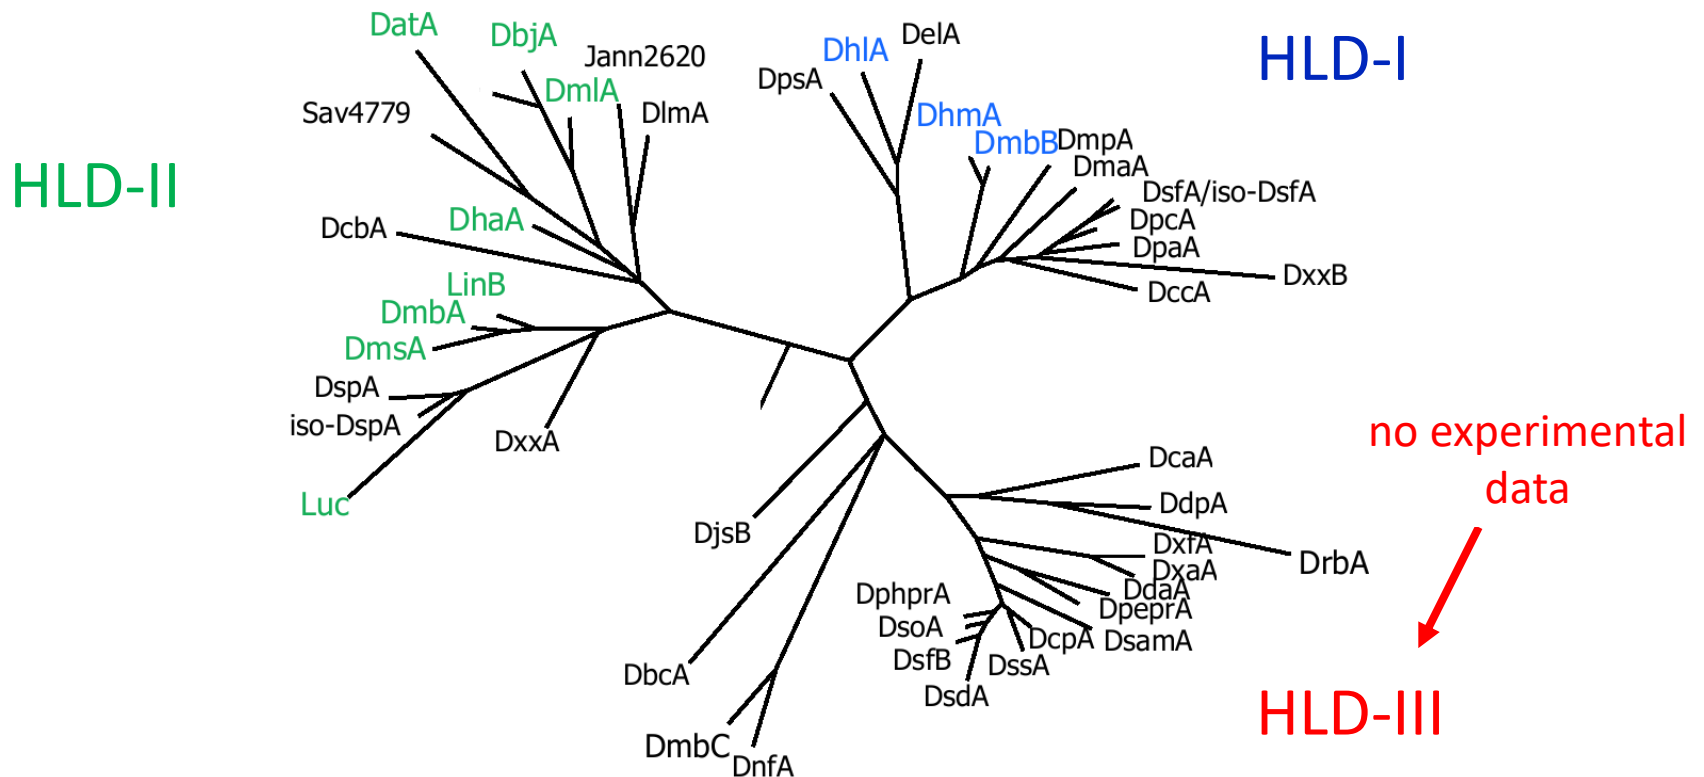 DatA
DbjA
Jann2620
DmlA
Sav4779
DlmA
HLD-II
DcbA
DhaA
LinB
DmbA
DmsA
DspA
iso-DspA
DxxA
Luc
DpsA
DhlA
DelA
HLD-I
DhmA
DmbB
DmpA
DmaA
DsfA/iso-DsfA
DpcA
DpaA
DxxB
DccA
no experimental
data
DcaA
DdpA
DjsB
DxfA
DrbA
DxaA
DdaA
DphprA
DpeprA
DsoA
DcpA
DsamA
DsfB
DssA
DbcA
DsdA
HLD-III
DmbC
DnfA